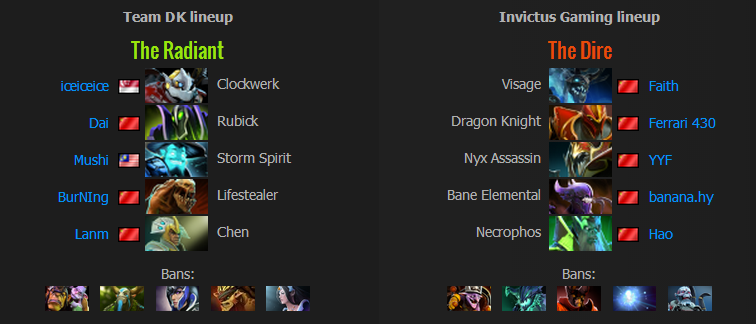 Team DK lineup
The Radiant
iceiceice Clockwerk
Dai Rubick
Mushi Storm Spirit
BurNIng Lifestealer
Lanm Chen
Bans:
Invictus Gaming lineup
The Dire
Visage Faith
Dragon Knight Ferrari 430
Nyx Assassin YYF
Bane Elemental banana.hy
Necrophos Hao
Bans: